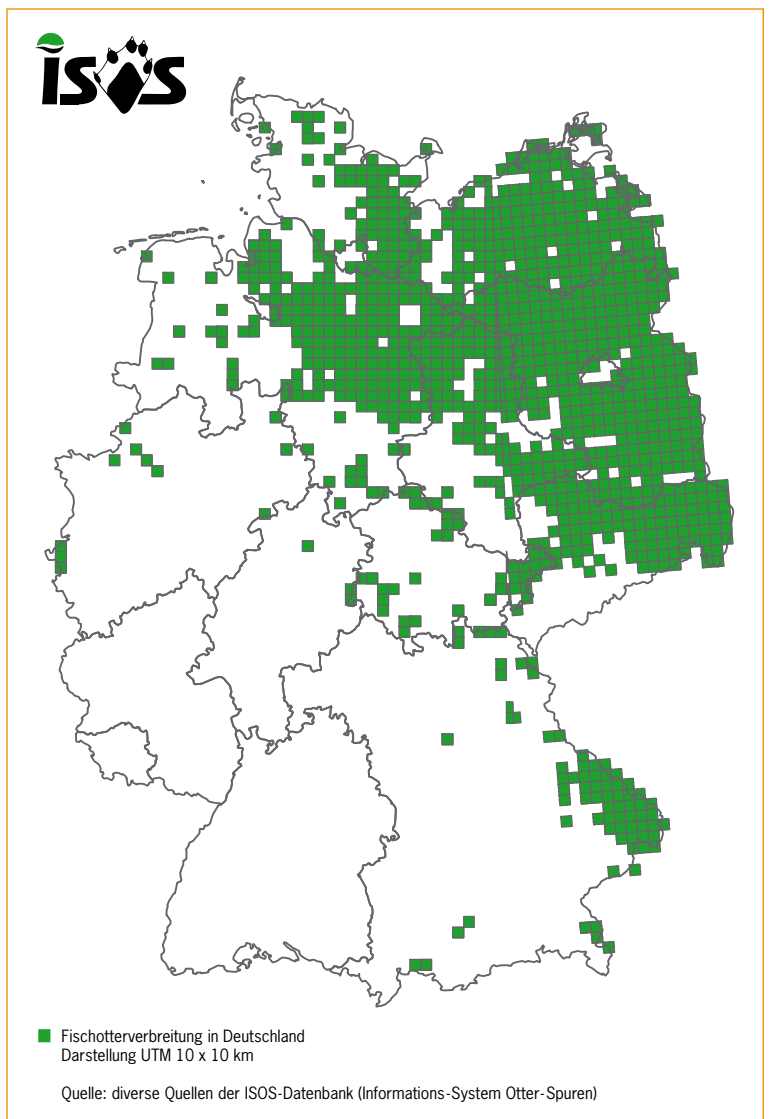 ISOS
Fischotterverbreitung in Deutschland
Darstellung UTM 10 x 10 km
Quelle: diverse Quellen der ISOS-Datenbank (Informations-System Otter-Spuren)